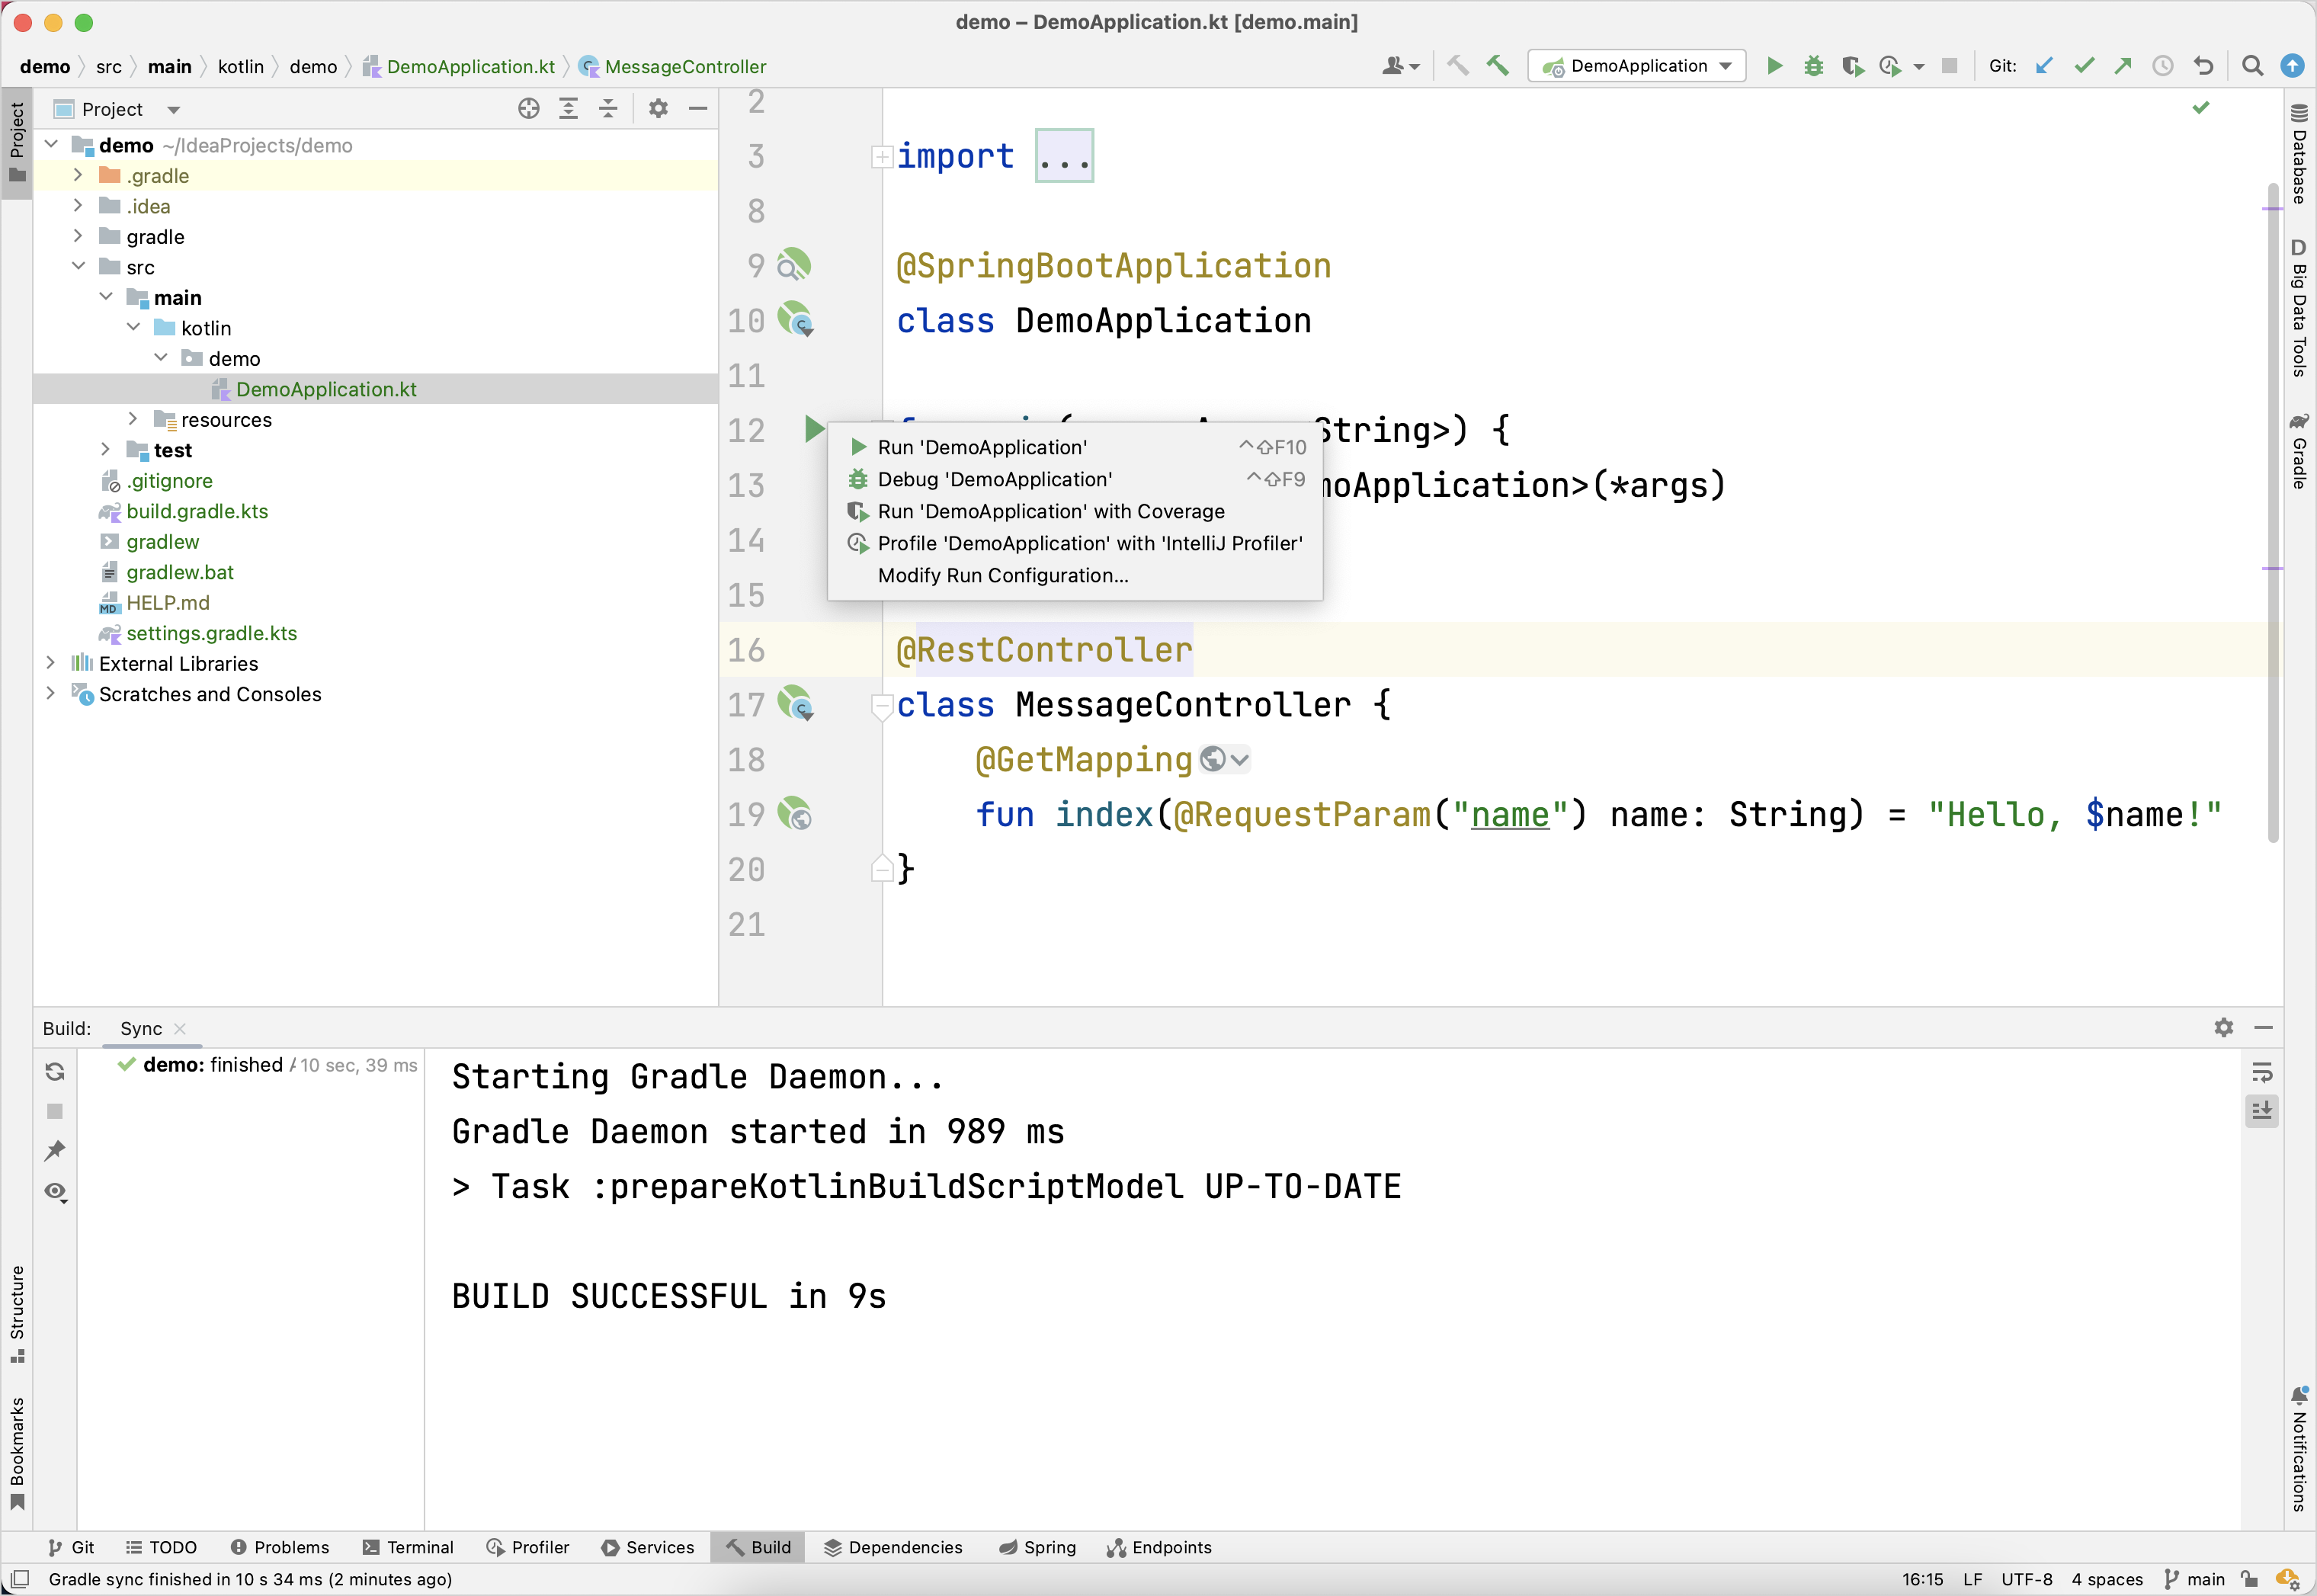 demo – DemoApplication.kt [demo.main]
demo src main kotlin demo DemoApplication.kt MessageController
DemoApplication Git:
Project
Project
demo ~/IdeaProjects/demo
.gradle
.idea
gradle
src
main
kotlin
demo
DemoApplication.kt
resources
test
.gitignore
build.gradle.kts
gradlew
gradlew.bat
HELP.md
settings.gradle.kts
External Libraries
Scratches and Consoles
Structure
Bookmarks
2
3 import ...
8
9 @SpringBootApplication
10 class DemoApplication
11
12 String>) {
13 moApplication>(*args)
14
15
16 @RestController
17 class MessageController {
18 @GetMapping
19 fun index(@RequestParam("name") name: String) = "Hello, $name!"
20 }
21
Run 'DemoApplication' ^⇧F10
Debug 'DemoApplication' ^⇧F9
Run 'DemoApplication' with Coverage
Profile 'DemoApplication' with 'IntelliJ Profiler'
Modify Run Configuration...
Database
D Big Data Tools
Gradle
Notifications
Build: Sync
demo: finished 10 sec, 39 ms
Starting Gradle Daemon...
Gradle Daemon started in 989 ms
> Task :prepareKotlinBuildScriptModel UP-TO-DATE
BUILD SUCCESSFUL in 9s
Git TODO Problems Terminal Profiler Services Build Dependencies Spring Endpoints
Gradle sync finished in 10 s 34 ms (2 minutes ago) 16:15 LF UTF-8 4 spaces main